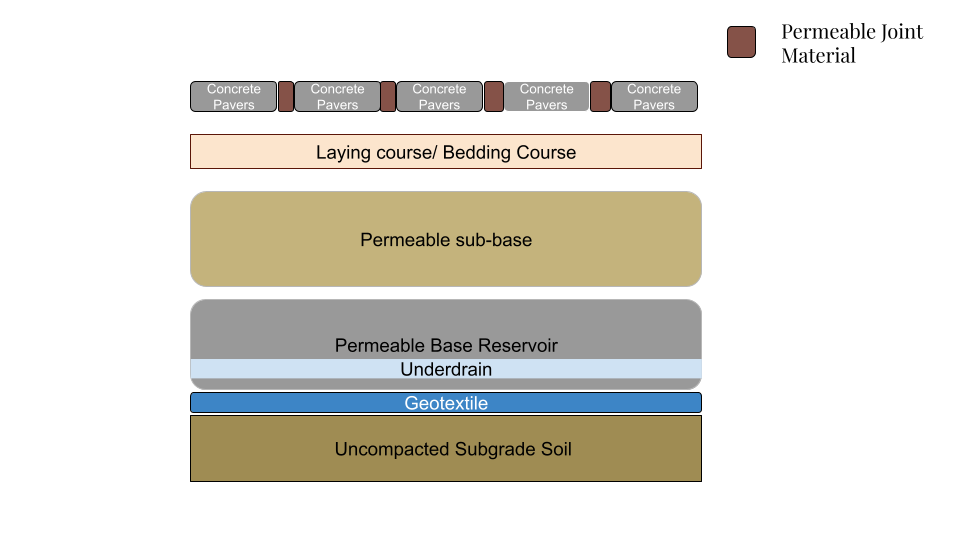 Permeable Joint
Material
Concrete
Pavers
Concrete
Pavers
Concrete
Pavers
Concrete
Pavers
Concrete
Pavers
Laying course/ Bedding Course
Permeable sub-base
Permeable Base Reservoir
Underdrain
Geotextile
Uncompacted Subgrade Soil